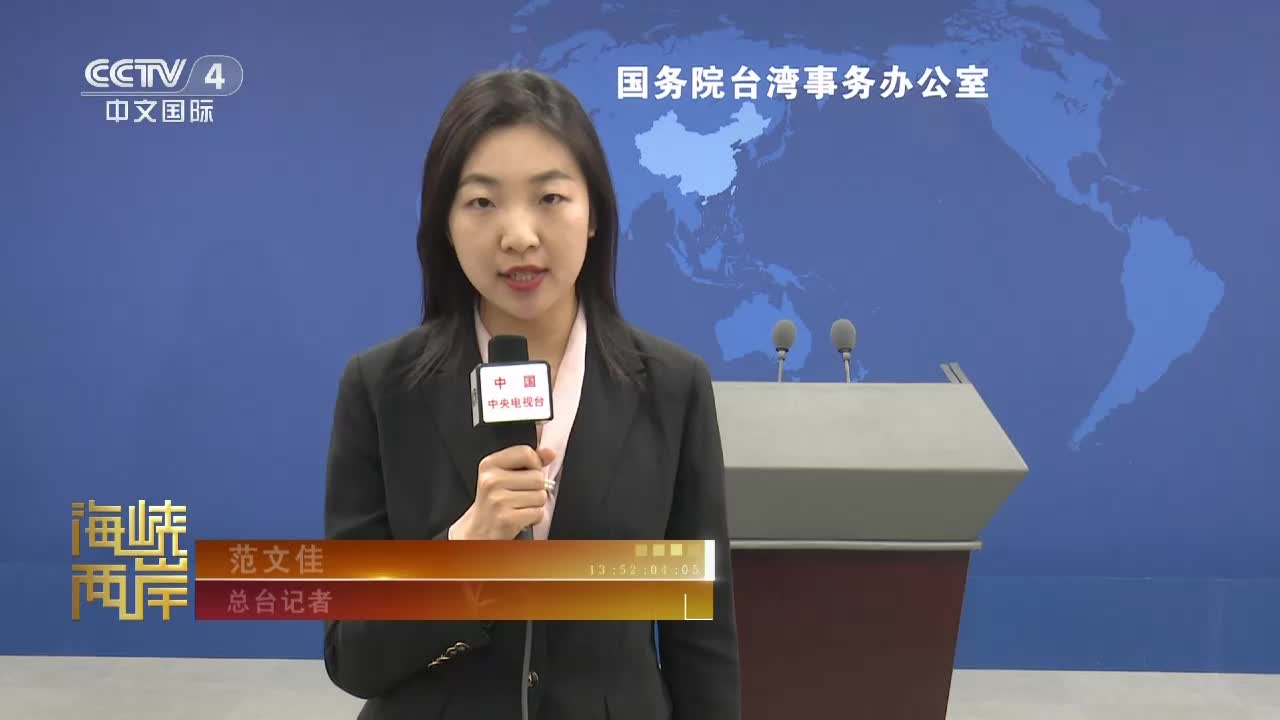 CCTV 4
中文国际
国务院台湾事务办公室
中 国
中央电视台
海峡
两岸
范文佳
13:52:04:05
总台记者